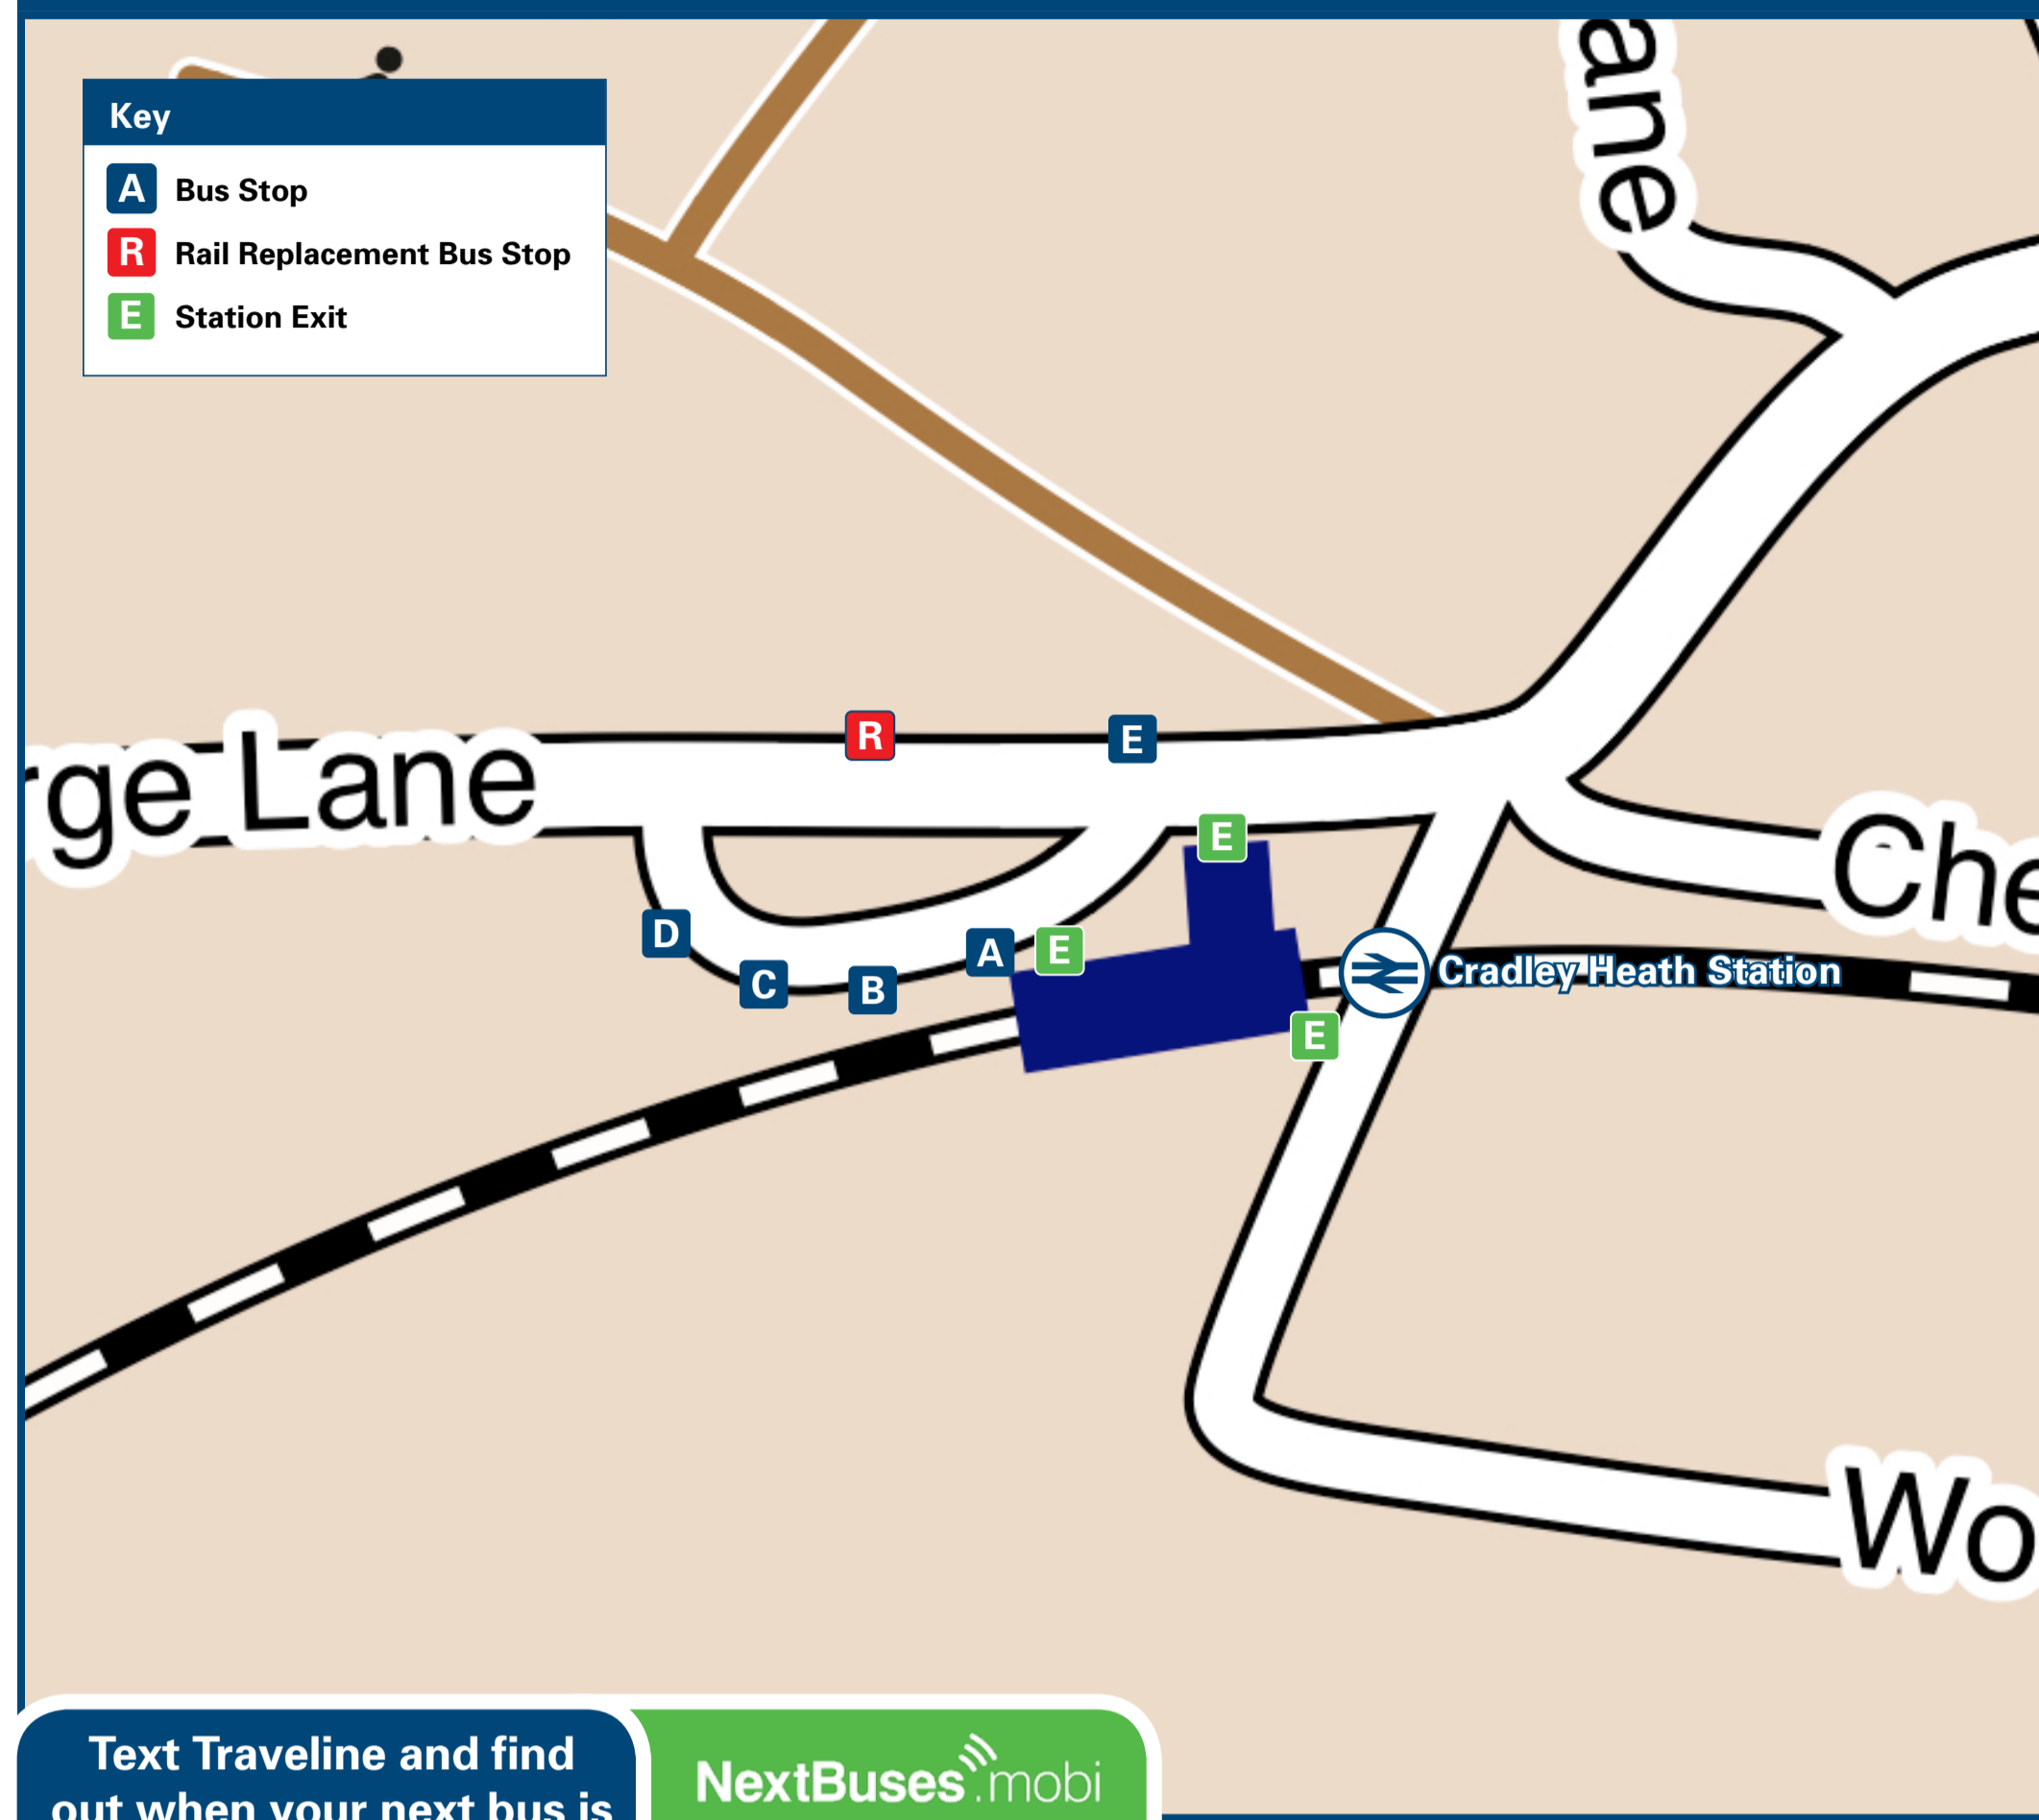 Key
A Bus Stop
R Rail Replacement Bus Stop
E Station Exit
ane
rge Lane
R
E
E
Che
D
C
B
A
E
Cradley Heath Station
E
Wo
Text Traveline and find
out when your next bus is
NextBuses.mobi